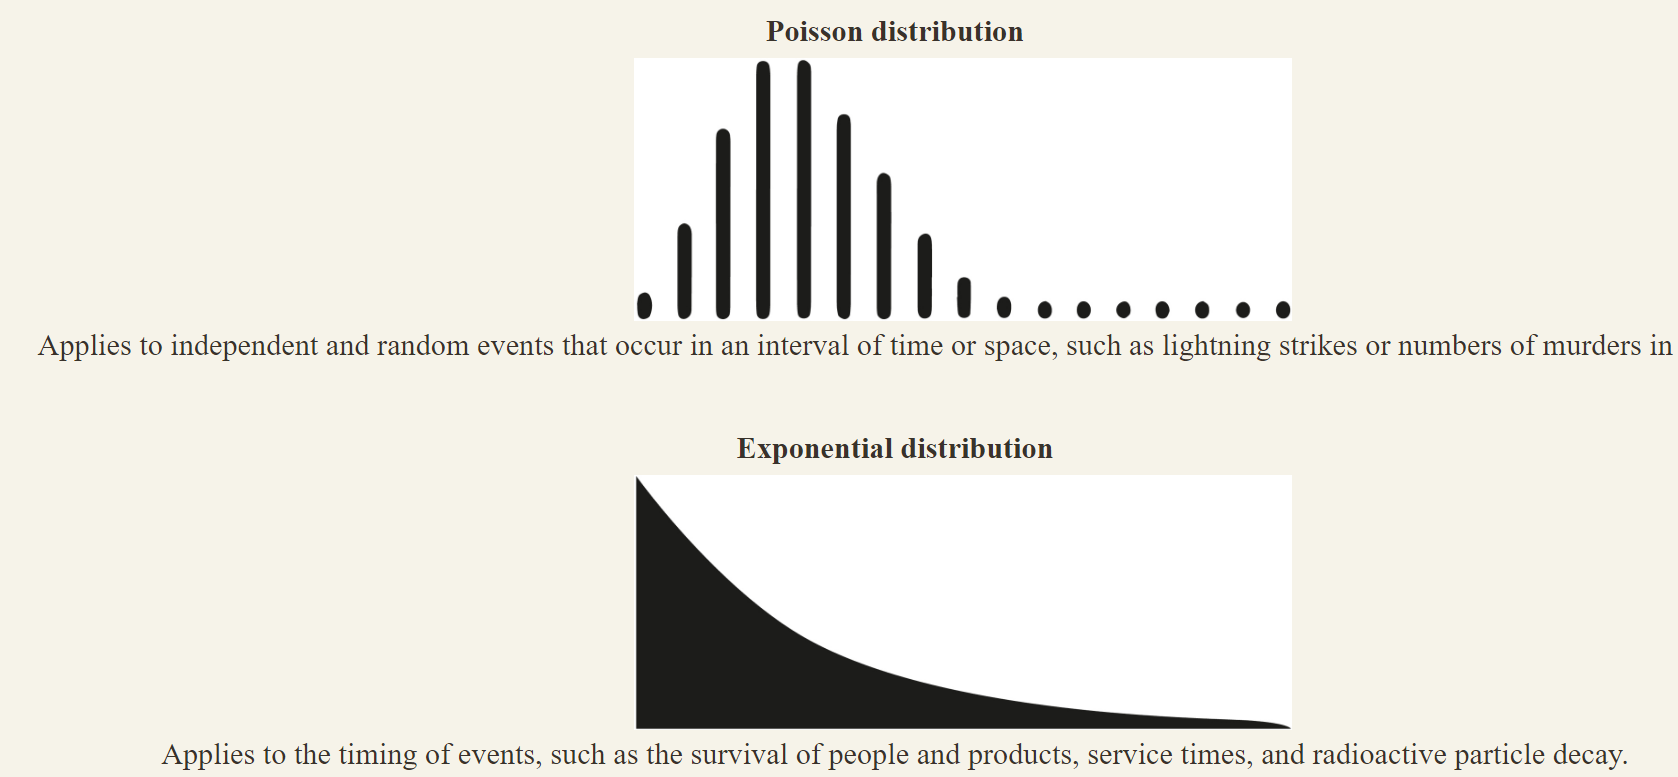 Poisson distribution
Applies to independent and random events that occur in an interval of time or space, such as lightning strikes or numbers of murders in
Exponential distribution
Applies to the timing of events, such as the survival of people and products, service times, and radioactive particle decay.